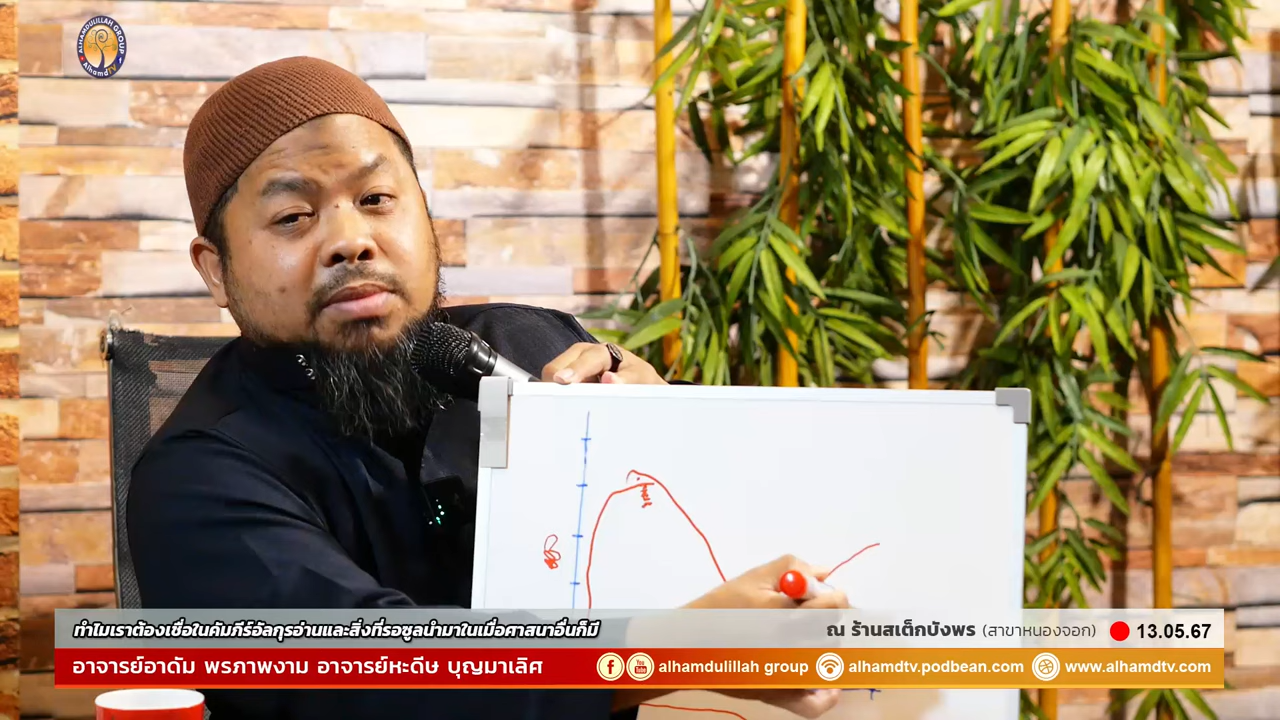 ALHAMDULILLAH GROUP
AlhamdTV
ทำไมเราต้องเชื่อในคัมภีร์อัลกุรอ่านและสิ่งที่รอซูลนำมาในเมื่อศาสนาอื่นก็มี
ณ ร้านสเต็กบังพร (สาขาหนองจอก) 13.05.67
อาจารย์อาดัม พรภาพงาม อาจารย์หะดีษ บุญมาเลิศ
alhamdulillah group alhamdtv.podbean.com www.alhamdtv.com